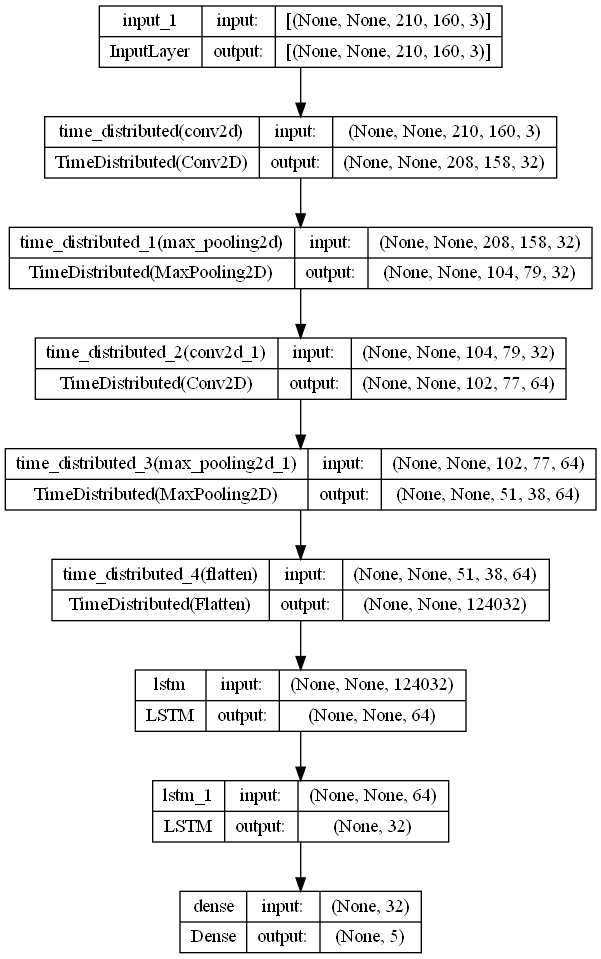 input_1 input: [(None, None, 210, 160, 3)]
InputLayer output: [(None, None, 210, 160, 3)]
time_distributed(conv2d) input: (None, None, 210, 160, 3)
TimeDistributed(Conv2D) output: (None, None, 208, 158, 32)
time_distributed_1(max_pooling2d) input: (None, None, 208, 158, 32)
TimeDistributed(MaxPooling2D) output: (None, None, 104, 79, 32)
time_distributed_2(conv2d_1) input: (None, None, 104, 79, 32)
TimeDistributed(Conv2D) output: (None, None, 102, 77, 64)
time_distributed_3(max_pooling2d_1) input: (None, None, 102, 77, 64)
TimeDistributed(MaxPooling2D) output: (None, None, 51, 38, 64)
time_distributed_4(flatten) input: (None, None, 51, 38, 64)
TimeDistributed(Flatten) output: (None, None, 124032)
lstm input: (None, None, 124032)
LSTM output: (None, None, 64)
lstm_1 input: (None, None, 64)
LSTM output: (None, 32)
dense input: (None, 32)
Dense output: (None, 5)